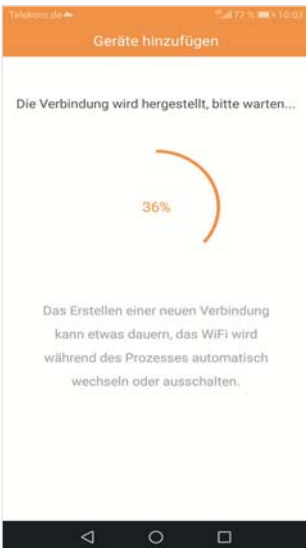 Telekom.de 77 % 10:03
Geräte hinzufügen
Die Verbindung wird hergestellt, bitte warten...
36%
Das Erstellen einer neuen Verbindung
kann etwas dauern, das WiFi wird
während des Prozesses automatisch
wechseln oder ausschalten.